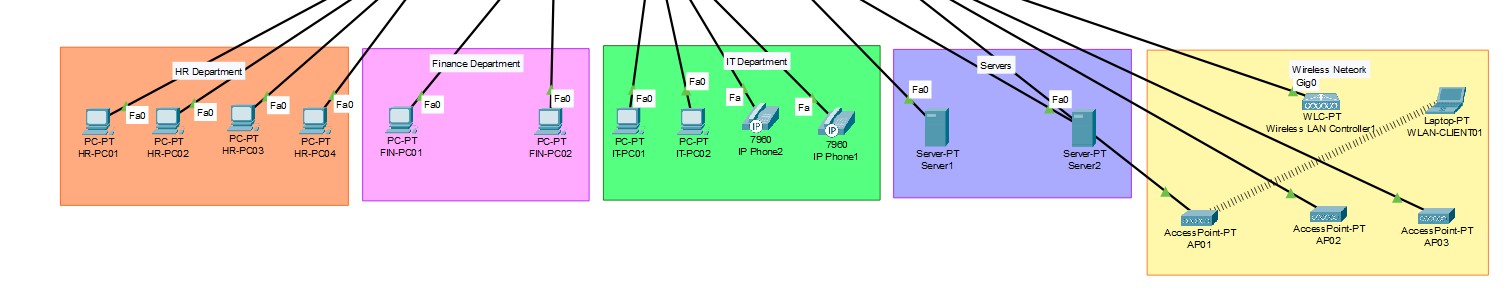 HR Department
Fa0
Fa0
Fa0
Fa0
PC-PT
HR-PC01
PC-PT
HR-PC02
PC-PT
HR-PC03
PC-PT
HR-PC04
Finance Department
Fa0
Fa0
PC-PT
FIN-PC01
PC-PT
FIN-PC02
IT Department
Fa0
Fa0
Fa
Fa
PC-PT
IT-PC01
PC-PT
IT-PC02
IP
7960
IP Phone2
IP
7960
IP Phone1
Servers
Fa0
Fa0
Server-PT
Server1
Server-PT
Server2
Wireless Network
Gig0
WLC-PT
Wireless LAN Controller1
Laptop-PT
WLAN-CLIENT01
AccessPoint-PT
AP01
AccessPoint-PT
AP02
AccessPoint-PT
AP03